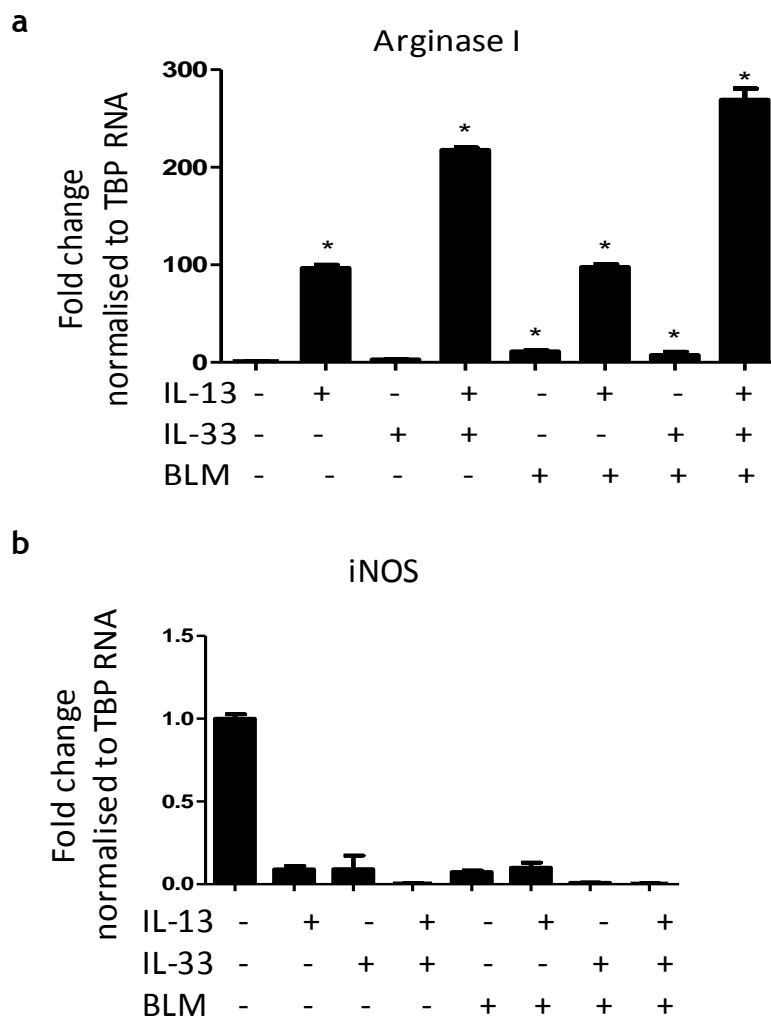 a
Arginase I
Fold change
normalised to TBP RNA
300
200
100
0
* * * * * *
IL-13 - + - + - + - +
IL-33 - - + + - - + +
BLM - - - - + + + +
b
iNOS
Fold change
normalised to TBP RNA
1.5
1.0
0.5
0.0
IL-13 - + - + - + - +
IL-33 - - + + - - + +
BLM - - - - + + + +